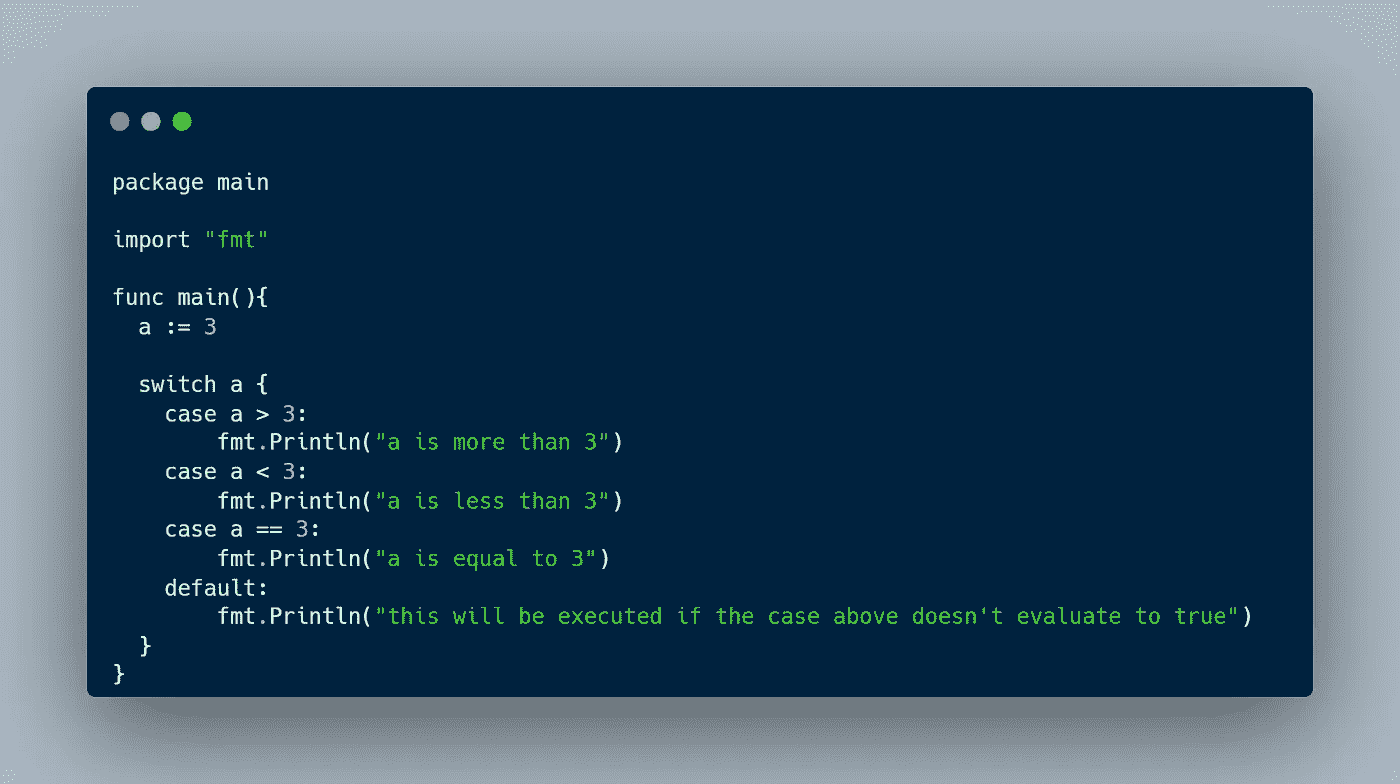 package main
import "fmt"
func main(){
  a := 3
  switch a {
    case a > 3:
        fmt.Println("a is more than 3")
    case a < 3:
        fmt.Println("a is less than 3")
    case a == 3:
        fmt.Println("a is equal to 3")
    default:
        fmt.Println("this will be executed if the case above doesn't evaluate to true")
  }
}